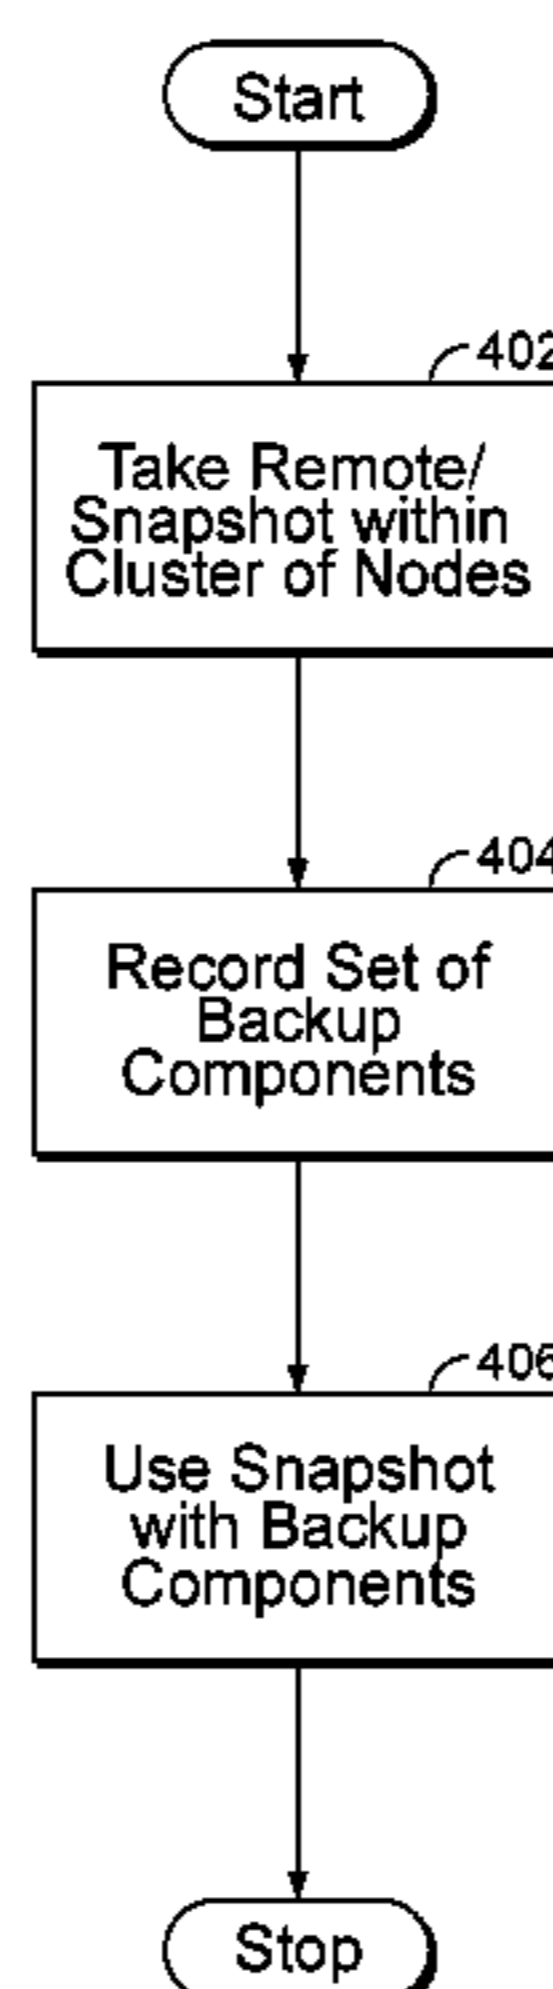 Start
402
Take Remote/
Snapshot within
Cluster of Nodes
404
Record Set of
Backup
Components
406
Use Snapshot
with Backup
Components
Stop